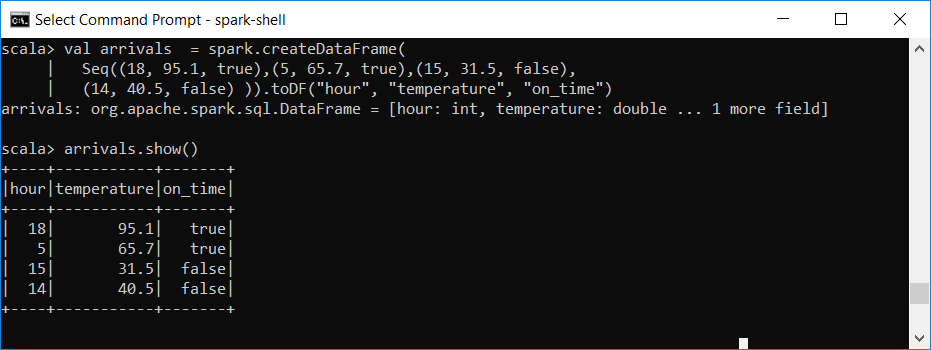 Select Command Prompt - spark-shell
scala> val arrivals  = spark.createDataFrame(
     |   Seq((18, 95.1, true),(5, 65.7, true),(15, 31.5, false),
     |   (14, 40.5, false) )).toDF("hour", "temperature", "on_time")
arrivals: org.apache.spark.sql.DataFrame = [hour: int, temperature: double ... 1 more field]
scala> arrivals.show()
+----+-----------+-------+
|hour|temperature|on_time|
+----+-----------+-------+
|  18|       95.1|   true|
|   5|       65.7|   true|
|  15|       31.5|  false|
|  14|       40.5|  false|
+----+-----------+-------+